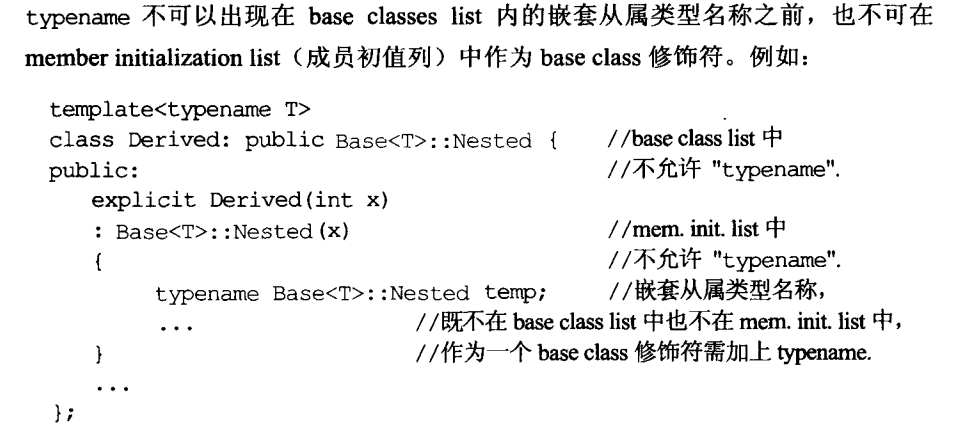 typename 不可以出现在 base classes list 内的嵌套从属类型名称之前，也不可在
member initialization list（成员初值列）中作为 base class 修饰符。例如：
template<typename T>
class Derived: public Base<T>::Nested { //base class list 中
public: //不允许 "typename".
explicit Derived(int x)
: Base<T>::Nested(x) //mem. init. list 中
{ //不允许 "typename".
typename Base<T>::Nested temp; //嵌套从属类型名称，
... //既不在 base class list 中也不在 mem. init. list 中，
} //作为一个 base class 修饰符需加上 typename.
...
};